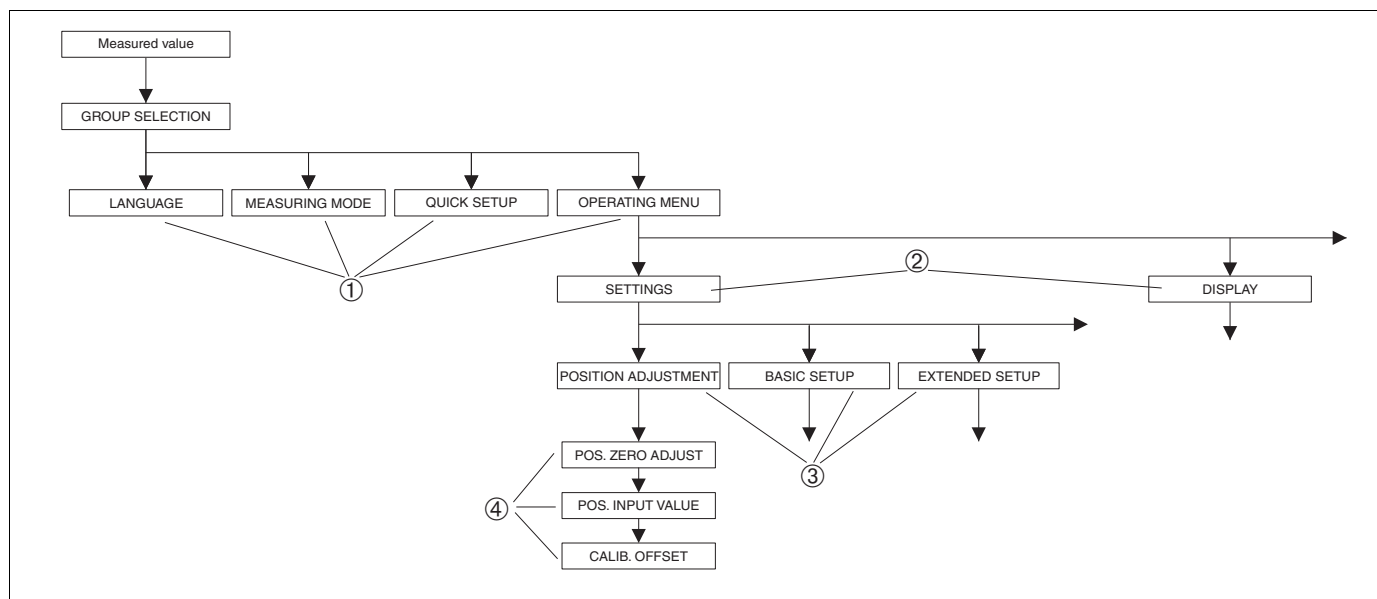 Measured value
GROUP SELECTION
LANGUAGE
MEASURING MODE
QUICK SETUP
OPERATING MENU
①
②
SETTINGS
DISPLAY
POSITION ADJUSTMENT
BASIC SETUP
EXTENDED SETUP
POS. ZERO ADJUST
③
④
POS. INPUT VALUE
CALIB. OFFSET